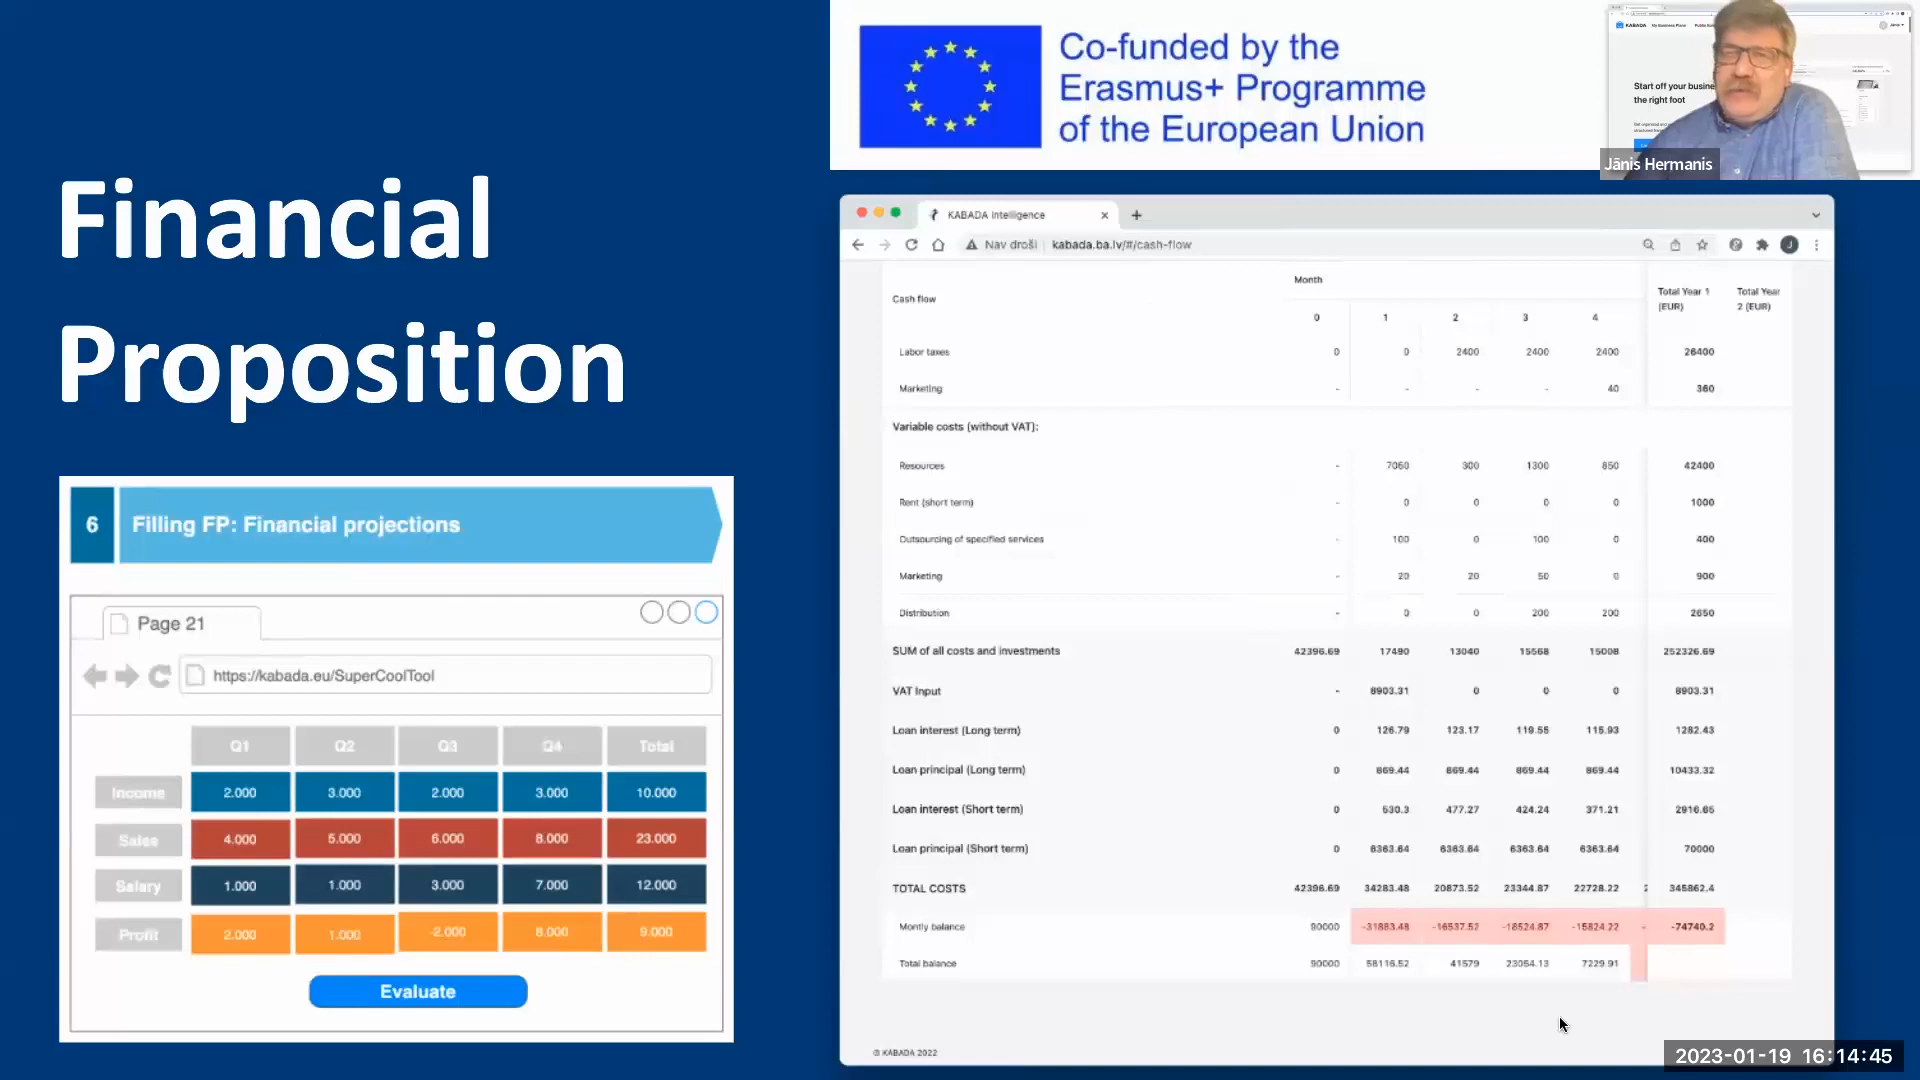 Financial
Proposition
Co-funded by the
Erasmus+ Programme
of the European Union
KABADA
Start off your busine
the right foot
Jānis Hermanis
6 Filling FP: Financial projections
Page 21
https://kabada.eu/SuperCoolTool
Q1 Q2 Q3 Q4 Total
Income 2.000 3.000 2.000 3.000 10.000
Sales 4.000 5.000 6.000 8.000 23.000
Salary 1.000 1.000 3.000 7.000 12.000
Profit 2.000 1.000 -2.000 8.000 9.000
Evaluate
KABADA Intelligence
Nav droši kabada.ba.lv/#/cash-flow
Month
Cash flow
Total Year 1 Total Year
(EUR) 2 (EUR)
0 1 2 3 4
Labor taxes 0 0 2400 2400 2400 26400
Marketing - - - - 40 360
Variable costs (without VAT):
Resources - 7050 300 1300 850 42400
Rent (short term) - 0 0 0 0 1000
Outsourcing of specified services - 100 0 100 0 400
Marketing - 20 20 50 0 900
Distribution - 0 0 200 200 2650
SUM of all costs and investments 42396.69 17490 13040 15568 15008 252326.69
VAT Input - 8903.31 0 0 0 8903.31
Loan interest (Long term) 0 126.79 123.17 119.55 115.93 1282.43
Loan principal (Long term) 0 869.44 869.44 869.44 869.44 10433.32
Loan interest (Short term) 0 530.3 477.27 424.24 371.21 2916.65
Loan principal (Short term) 0 6363.64 6363.64 6363.64 6363.64 70000
TOTAL COSTS 42396.69 34283.48 20873.52 23344.87 22728.22 2 345862.4
Montly balance 90000 -31883.48 -16537.52 -18524.87 -15824.22 - -74740.2
Total balance 90000 58116.52 41579 23054.13 7229.91
© KABADA 2022
2023-01-19 16:14:45